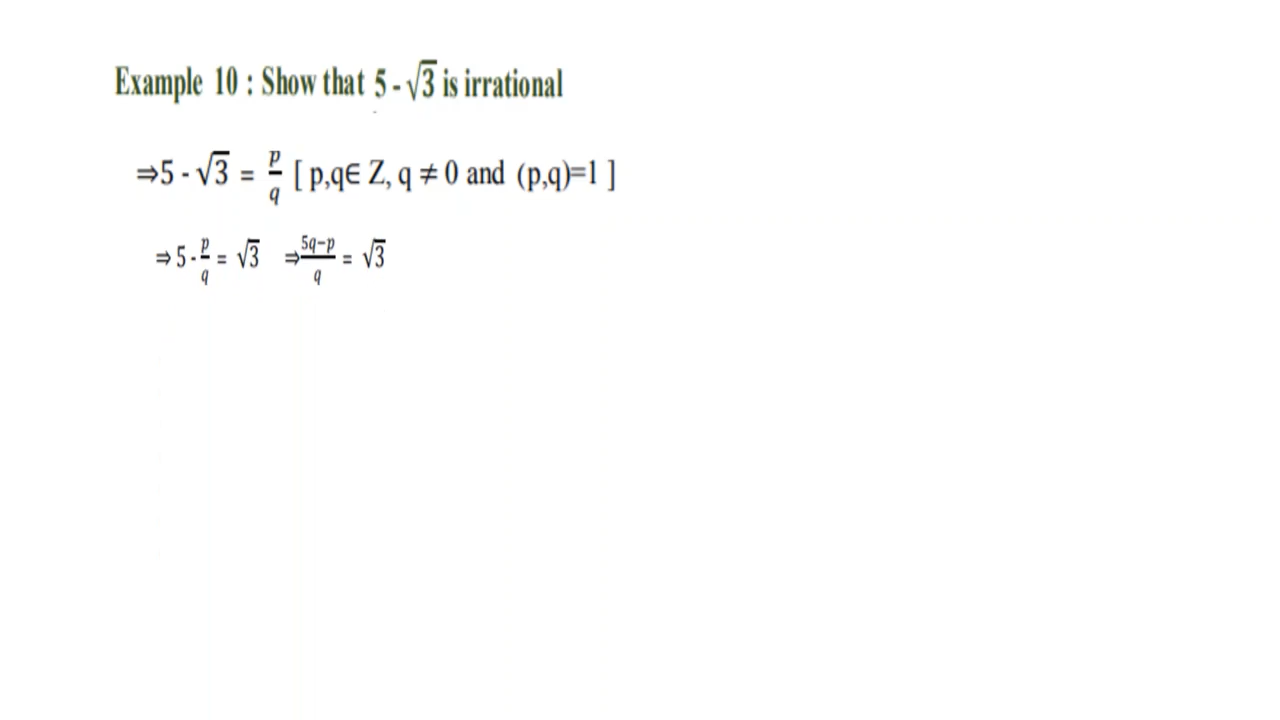 Example 10 : Show that 5 - √3 is irrational
⇒5 - √3 = p/q [ p,q∈ Z, q ≠ 0 and (p,q)=1 ]
⇒ 5 - p/q = √3 ⇒ 5q−p/q = √3